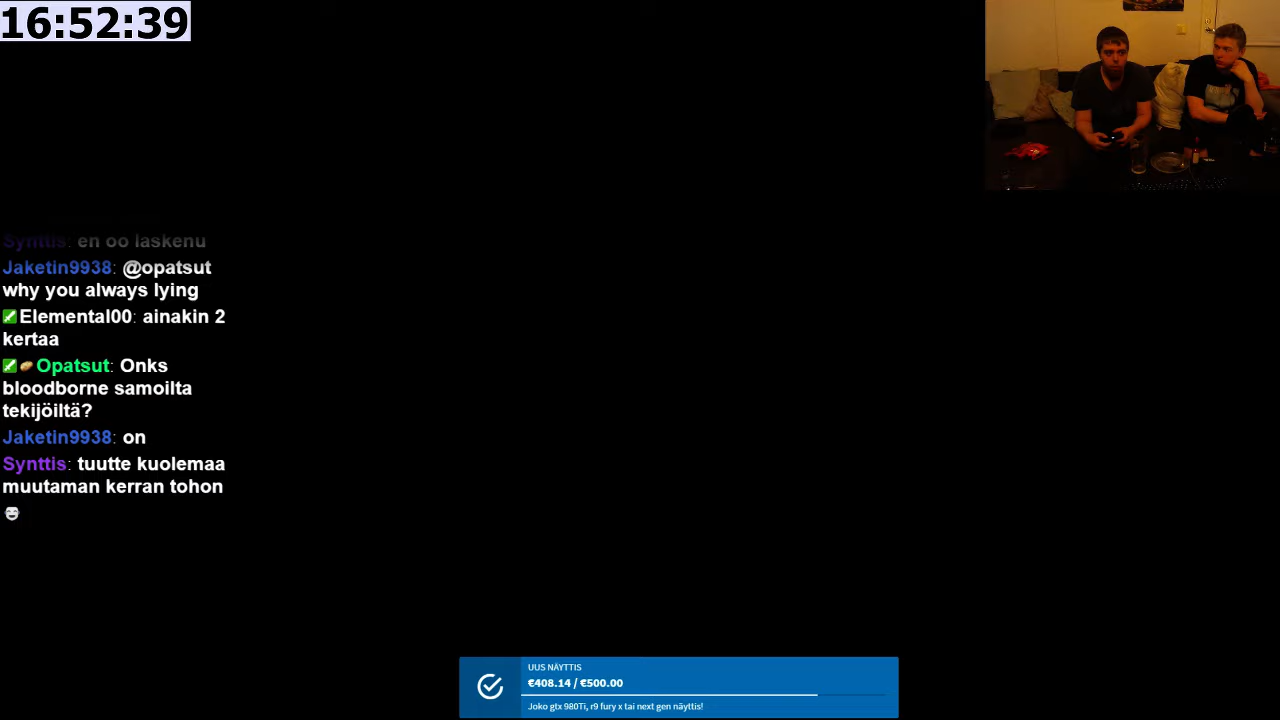 16:52:39
Synttis: en oo laskenu
Jaketin9938: @opatsut
why you always lying
Elemental00: ainakin 2
kertaa
Opatsut: Onks
bloodborne samoilta
tekijöiltä?
Jaketin9938: on
Synttis: tuutte kuolemaa
muutaman kerran tohon
UUS NÄYTTIS
€408.14 / €500.00
Joko gtx 980Ti, r9 fury x tai next gen näyttis!